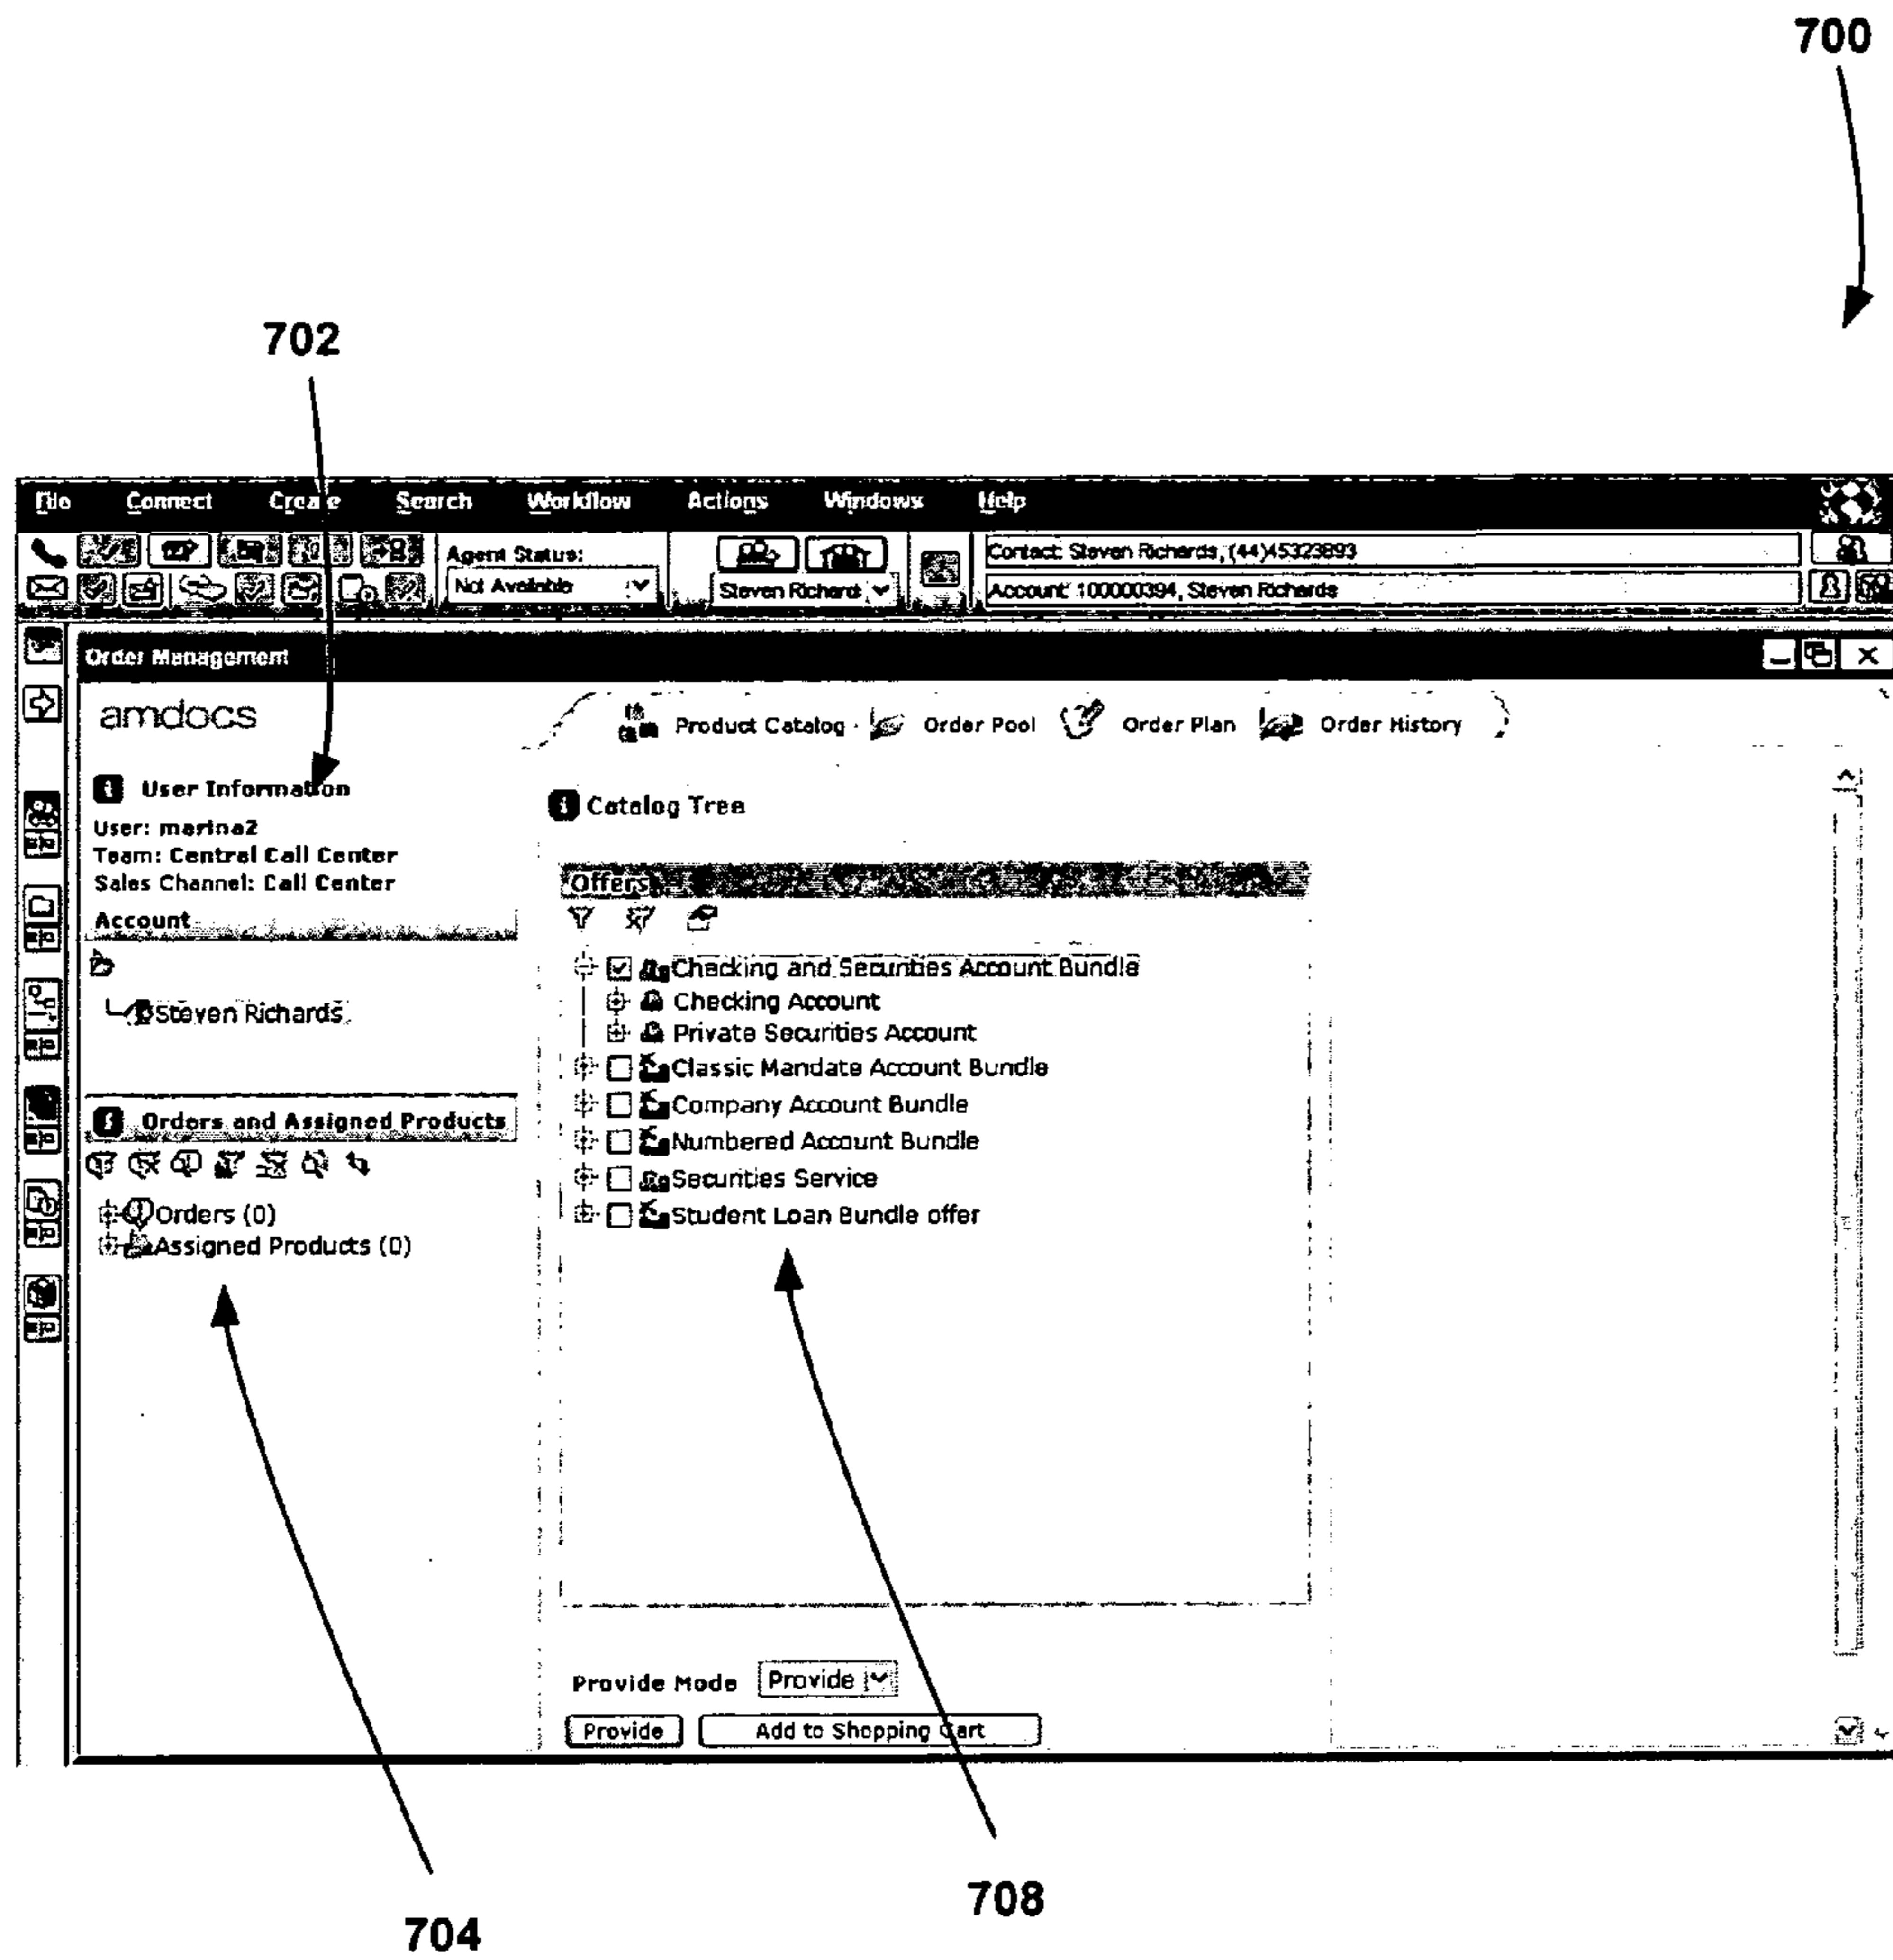 700
702
File Connect Create Search Workflow Actions Windows Help
Agent Status:
Not Available
Steven Richard
Contact: Steven Richards, (44)45323893
Account: 100000394, Steven Richards
Order Management
amdocs
Product Catalog Order Pool Order Plan Order History
User Information
User: marina2
Team: Central Call Center
Sales Channel: Call Center
Account
Steven Richards
Orders and Assigned Products
Orders (0)
Assigned Products (0)
Catalog Tree
Offers
Checking and Securities Account Bundle
Checking Account
Private Securities Account
Classic Mandate Account Bundle
Company Account Bundle
Numbered Account Bundle
Securities Service
Student Loan Bundle offer
Provide Mode Provide
Provide Add to Shopping Cart
708
704